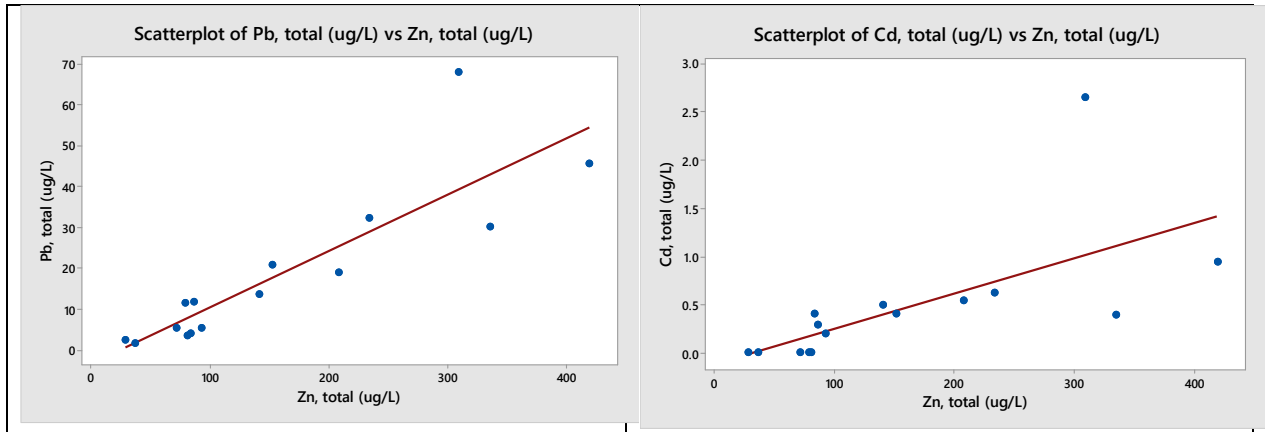 Scatterplot of Pb, total (ug/L) vs Zn, total (ug/L)
70
60
50
40
30
20
10
0
Pb, total (ug/L)
0 100 200 300 400
Zn, total (ug/L)
Scatterplot of Cd, total (ug/L) vs Zn, total (ug/L)
3.0
2.5
2.0
1.5
1.0
0.5
0.0
Cd, total (ug/L)
0 100 200 300 400
Zn, total (ug/L)